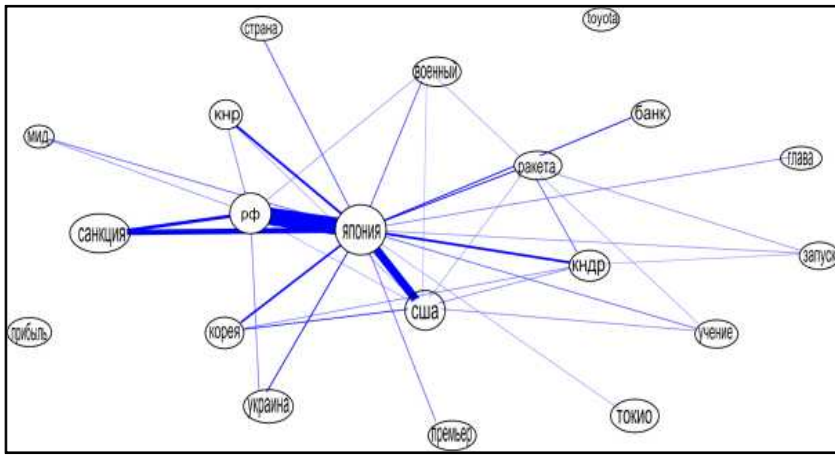 toyota
страна
военный
кнр
банк
мид
ракета
глава
рф
санкция
япония
запуск
кндр
сша
прибыль
корея
учение
украина
токио
премьер